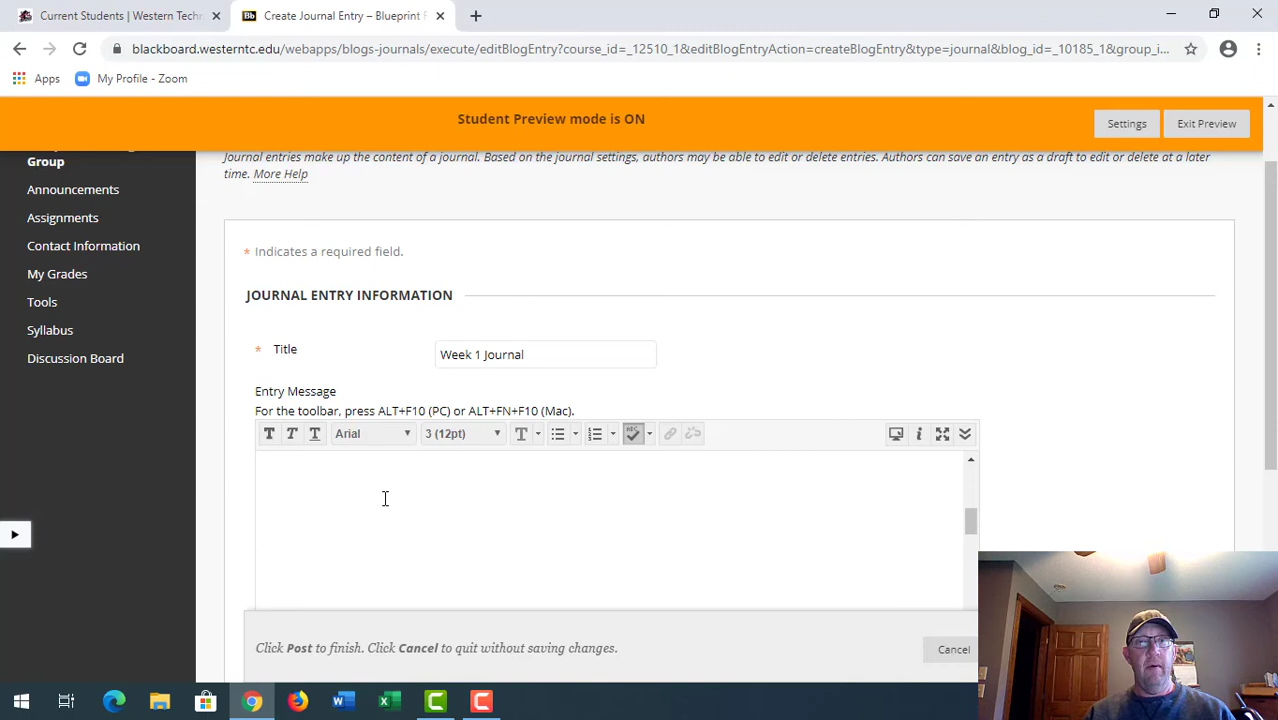 Current Students | Western Techn
Create Journal Entry – Blueprint R
blackboard.westerntc.edu/webapps/blogs-journals/execute/editBlogEntry?course_id=_12510_1&editBlogEntryAction=createBlogEntry&type=journal&blog_id=_10185_1&group_i...
Apps
My Profile - Zoom
Student Preview mode is ON
Settings
Exit Preview
Group
Announcements
Assignments
Contact Information
My Grades
Tools
Syllabus
Discussion Board
Journal entries make up the content of a journal. Based on the journal settings, authors may be able to edit or delete entries. Authors can save an entry as a draft to edit or delete at a later
time. More Help
* Indicates a required field.
JOURNAL ENTRY INFORMATION
* Title
Week 1 Journal
Entry Message
For the toolbar, press ALT+F10 (PC) or ALT+FN+F10 (Mac).
T T T Arial 3 (12pt) T
Click Post to finish. Click Cancel to quit without saving changes.
Cancel